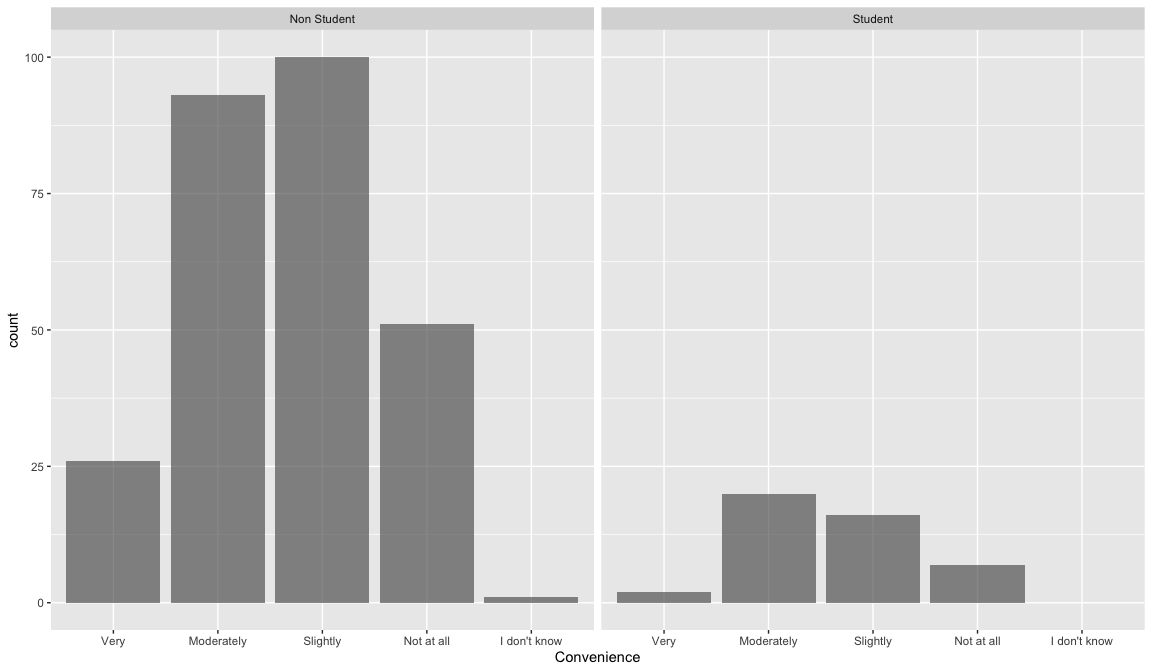 Non Student
Student
100
75
50
25
0
count
Very Moderately Slightly Not at all I don't know
Very Moderately Slightly Not at all I don't know
Convenience